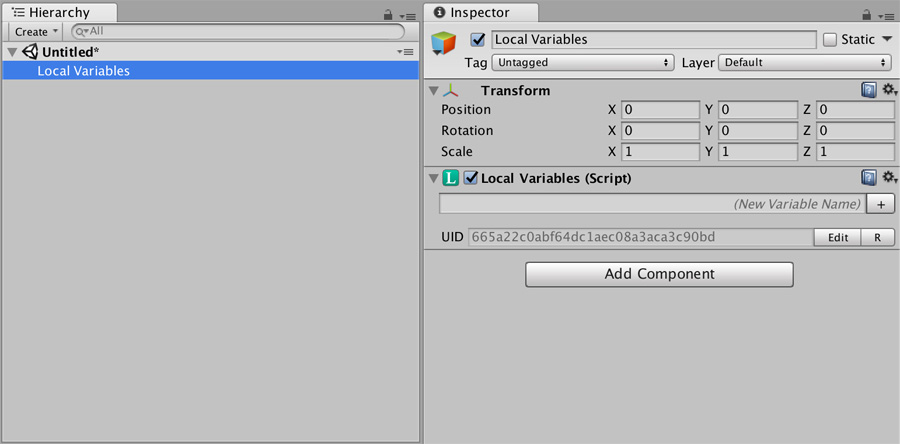 Hierarchy
Create
All
Untitled*
Local Variables
Inspector
Local Variables
Static
Tag Untagged Layer Default
Transform
Position X 0 Y 0 Z 0
Rotation X 0 Y 0 Z 0
Scale X 1 Y 1 Z 1
L Local Variables (Script)
(New Variable Name) +
UID 665a22c0abf64dc1aec08a3aca3c90bd Edit R
Add Component